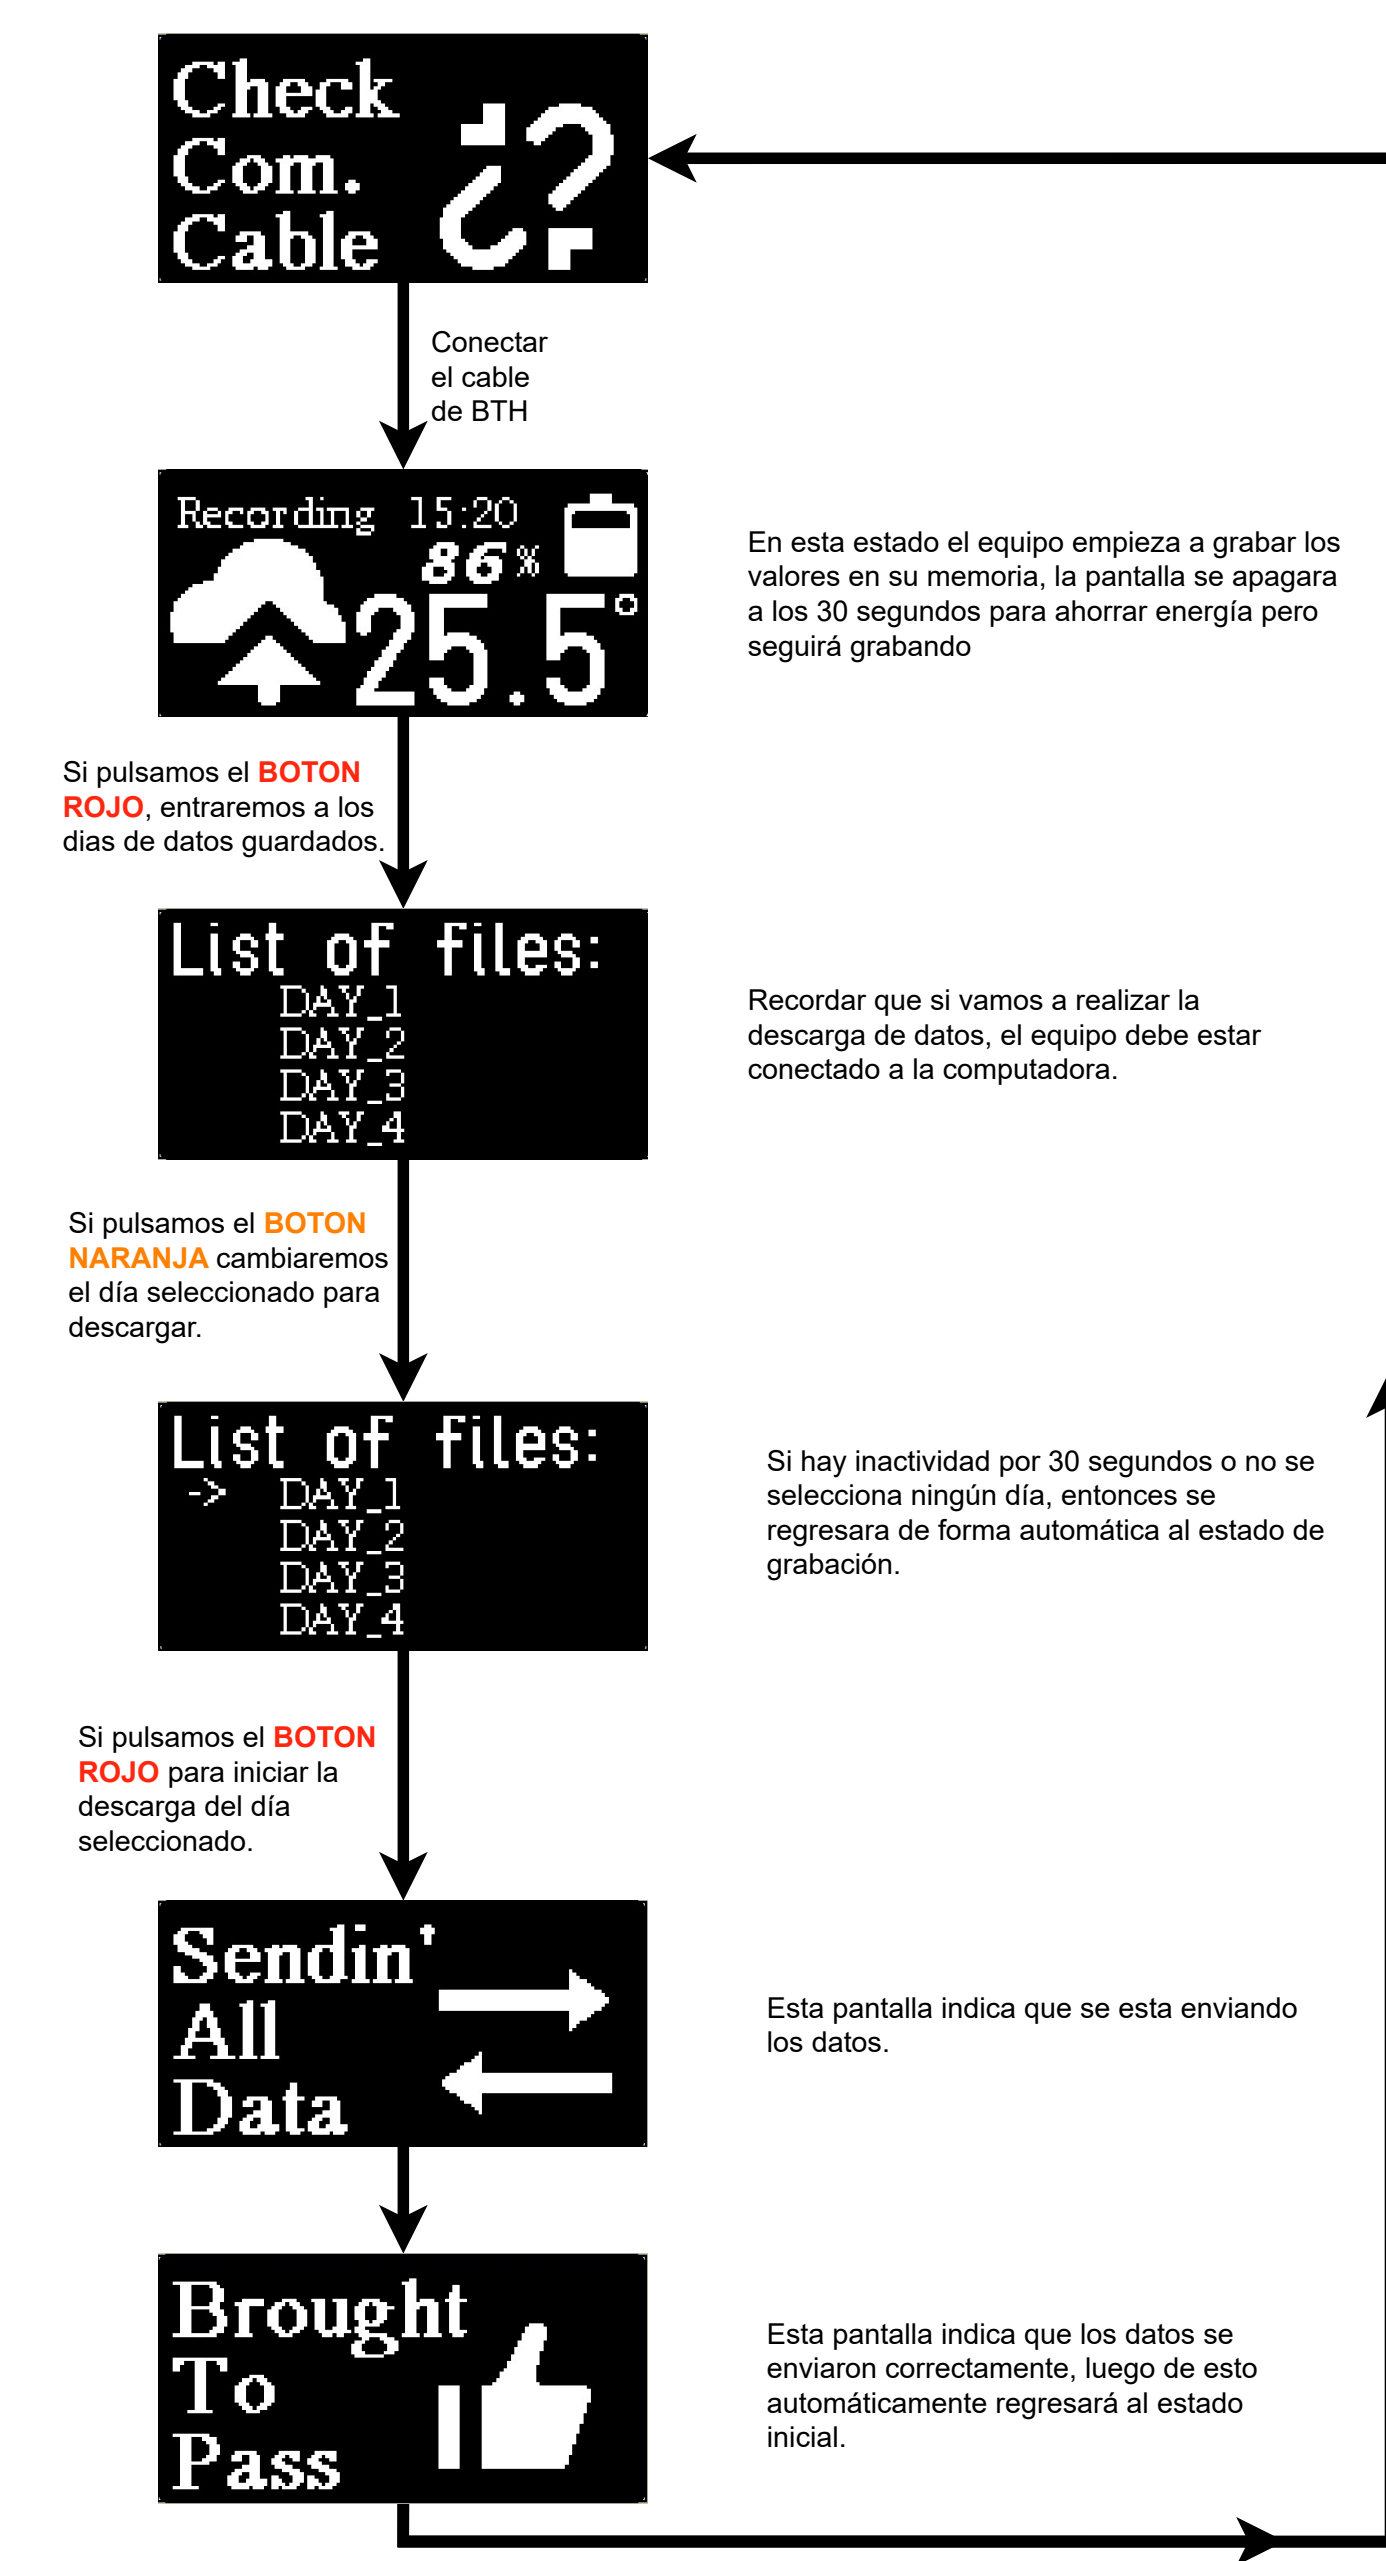 Check
Com.
Cable
¿?
Conectar
el cable
de BTH
Recording 15:20
86%
25.5°
En esta estado el equipo empieza a grabar los
valores en su memoria, la pantalla se apagara
a los 30 segundos para ahorrar energía pero
seguirá grabando
Si pulsamos el BOTON
ROJO, entraremos a los
dias de datos guardados.
List of files:
DAY_1
DAY_2
DAY_3
DAY_4
Recordar que si vamos a realizar la
descarga de datos, el equipo debe estar
conectado a la computadora.
Si pulsamos el BOTON
NARANJA cambiaremos
el día seleccionado para
descargar.
List of files:
-> DAY_1
DAY_2
DAY_3
DAY_4
Si hay inactividad por 30 segundos o no se
selecciona ningún día, entonces se
regresara de forma automática al estado de
grabación.
Si pulsamos el BOTON
ROJO para iniciar la
descarga del día
seleccionado.
Sendin'
All
Data
Esta pantalla indica que se esta enviando
los datos.
Brought
To
Pass
Esta pantalla indica que los datos se
enviaron correctamente, luego de esto
automáticamente regresará al estado
inicial.